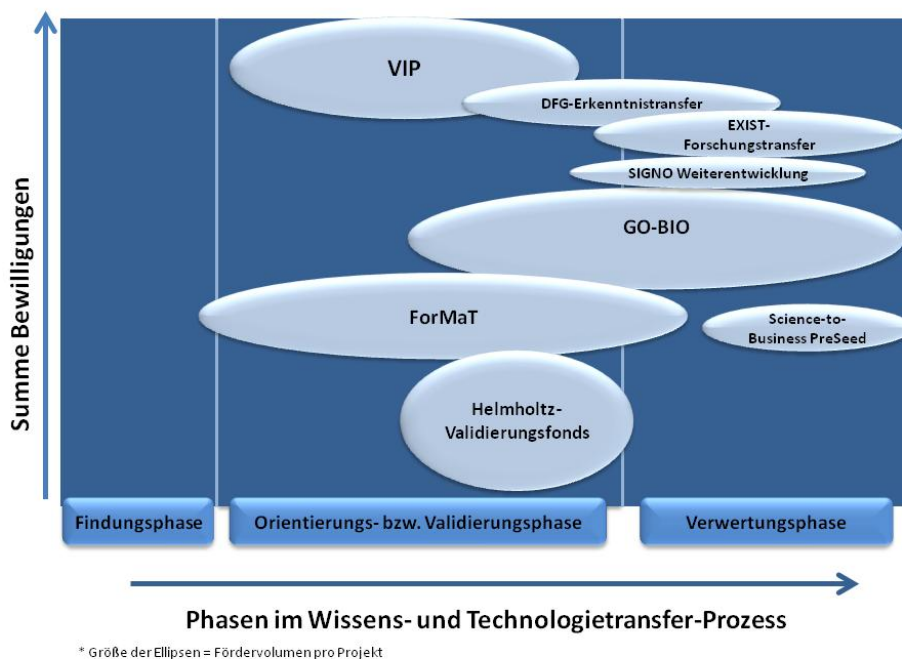 Summe Bewilligungen
VIP
DFG-Erkenntnistransfer
EXIST-
Forschungstransfer
SIGNO Weiterentwicklung
GO-BIO
ForMaT
Science-to-
Business PreSeed
Helmholtz-
Validierungsfonds
Findungsphase
Orientierungs- bzw. Validierungsphase
Verwertungsphase
Phasen im Wissens- und Technologietransfer-Prozess
* Größe der Ellipsen = Fördervolumen pro Projekt